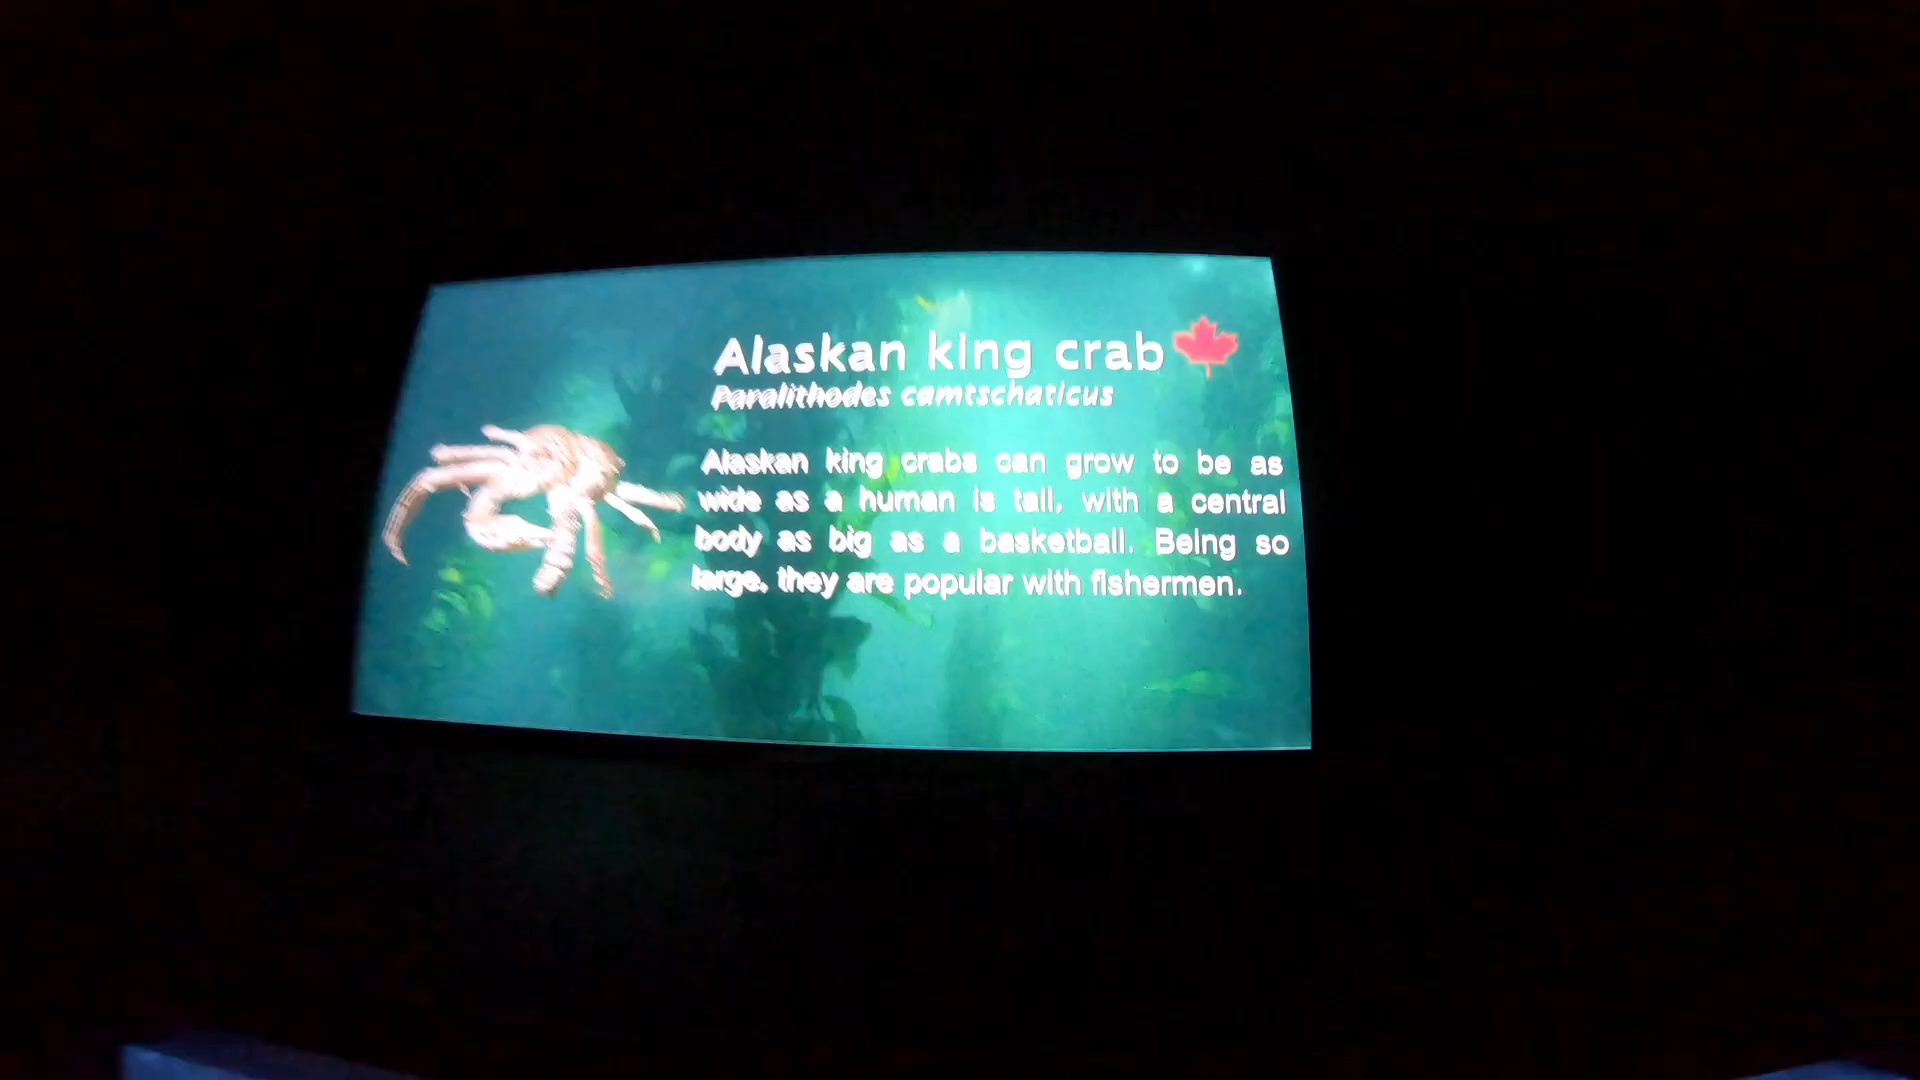 Alaskan king crab
Paralithodes camtschaticus
Alaskan king crabs can grow to be as
wide as a human is tall, with a central
body as big as a basketball. Being so
large, they are popular with fishermen.